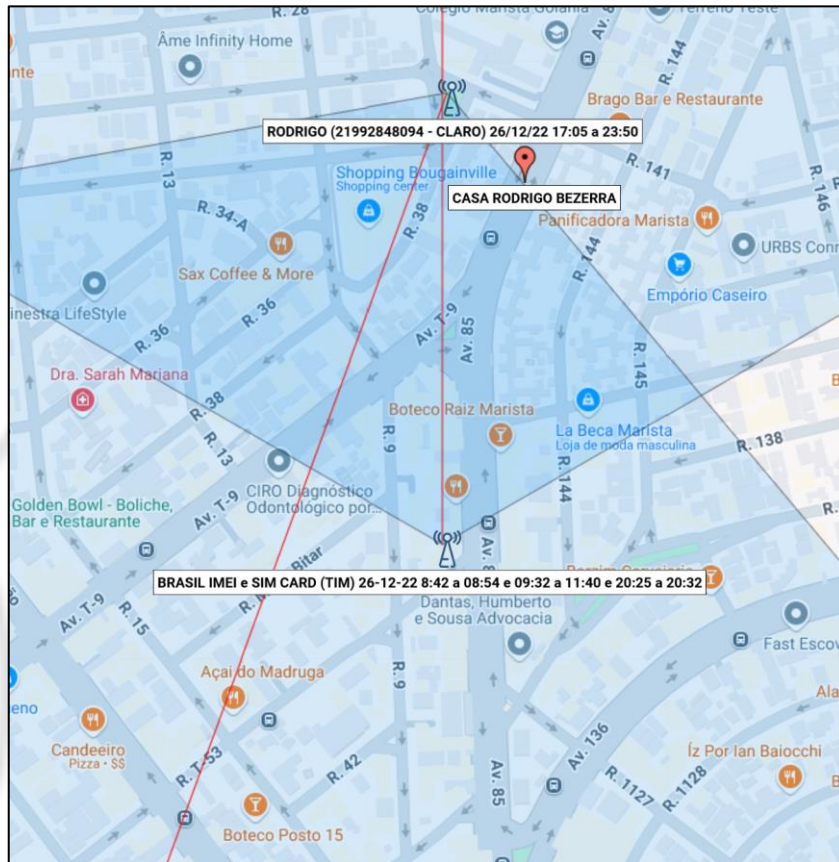 R. 28
Colégio Marista Goiânia
Terreno Teste
Av. 8
R. 144
Âme Infinity Home
ante
Brago Bar e Restaurante
RODRIGO (21992848094 - CLARO) 26/12/22 17:05 a 23:50
R. 13
R. 141
Shopping Bougainville
Shopping center
CASA RODRIGO BEZERRA
R. 146
R. 34-A
R. 38
Panificadora Marista
R. 144
URBS Conn
Sax Coffee & More
Empório Caseiro
inestra LifeStyle
R. 36
R. 36
Av. T-9
Av. 85
R. 145
Dra. Sarah Mariana
R. 38
Boteco Raiz Marista
La Beca Marista
Loja de moda masculina
R. 13
R. 9
R. 138
R. 144
CIRO Diagnóstico
Odontológico por...
Golden Bowl - Boliche,
Bar e Restaurante
Av. T-9
Bitar
Av. 8
BRASIL IMEI e SIM CARD (TIM) 26-12-22 8:42 a 08:54 e 09:32 a 11:40 e 20:25 a 20:32
Dantas, Humberto
e Sousa Advocacia
Av. T-9
R. 15
Fast Escov
Açai do Madruga
R. 9
eno
Ala
Candeeiro
Pizza • $$
R. T-53
R. 42
Av. 136
Íz Por Ian Baiocchi
Av. 85
R. 1128
R. 1127
B
Boteco Posto 15